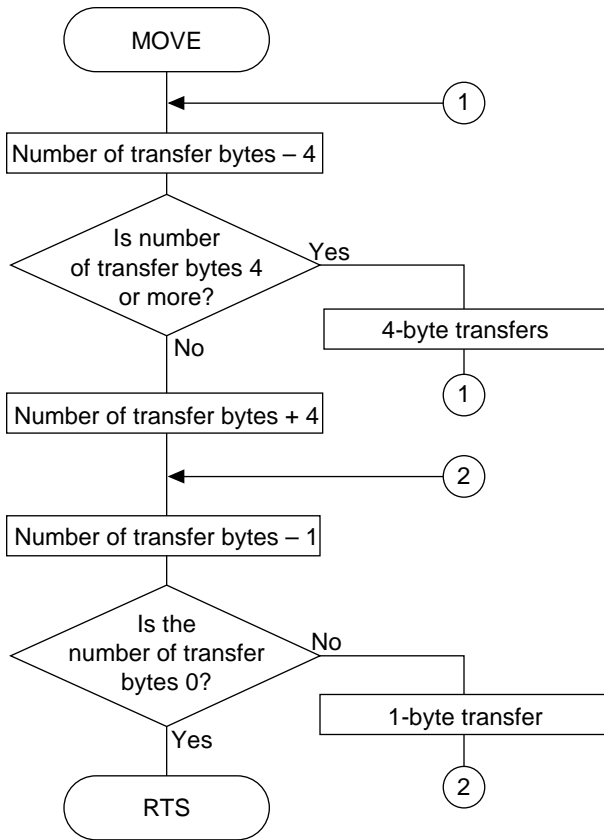 MOVE
1
Number of transfer bytes – 4
Is number
of transfer bytes 4
or more?
Yes
4-byte transfers
1
No
Number of transfer bytes + 4
2
Number of transfer bytes – 1
Is the
number of transfer
bytes 0?
No
1-byte transfer
2
Yes
RTS